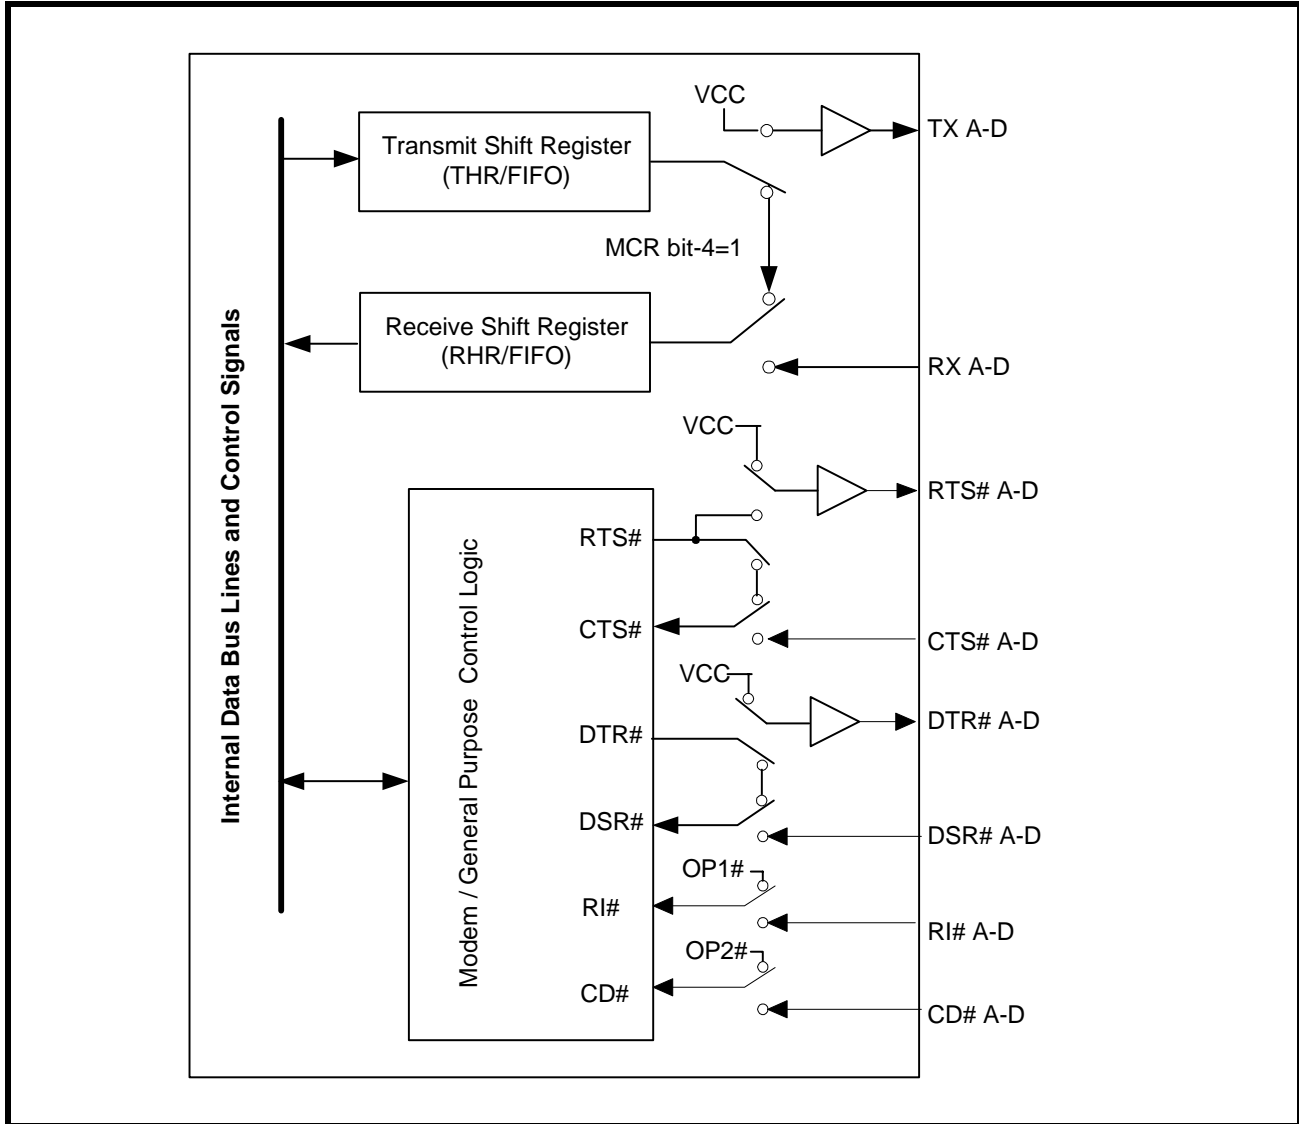 VCC
TX A-D
Transmit Shift Register
(THR/FIFO)
MCR bit-4=1
Receive Shift Register
(RHR/FIFO)
RX A-D
Internal Data Bus Lines and Control Signals
VCC
RTS# A-D
Modem / General Purpose Control Logic
RTS#
CTS#
CTS# A-D
VCC
DTR# A-D
DTR#
DSR#
DSR# A-D
OP1#
RI#
RI# A-D
OP2#
CD#
CD# A-D